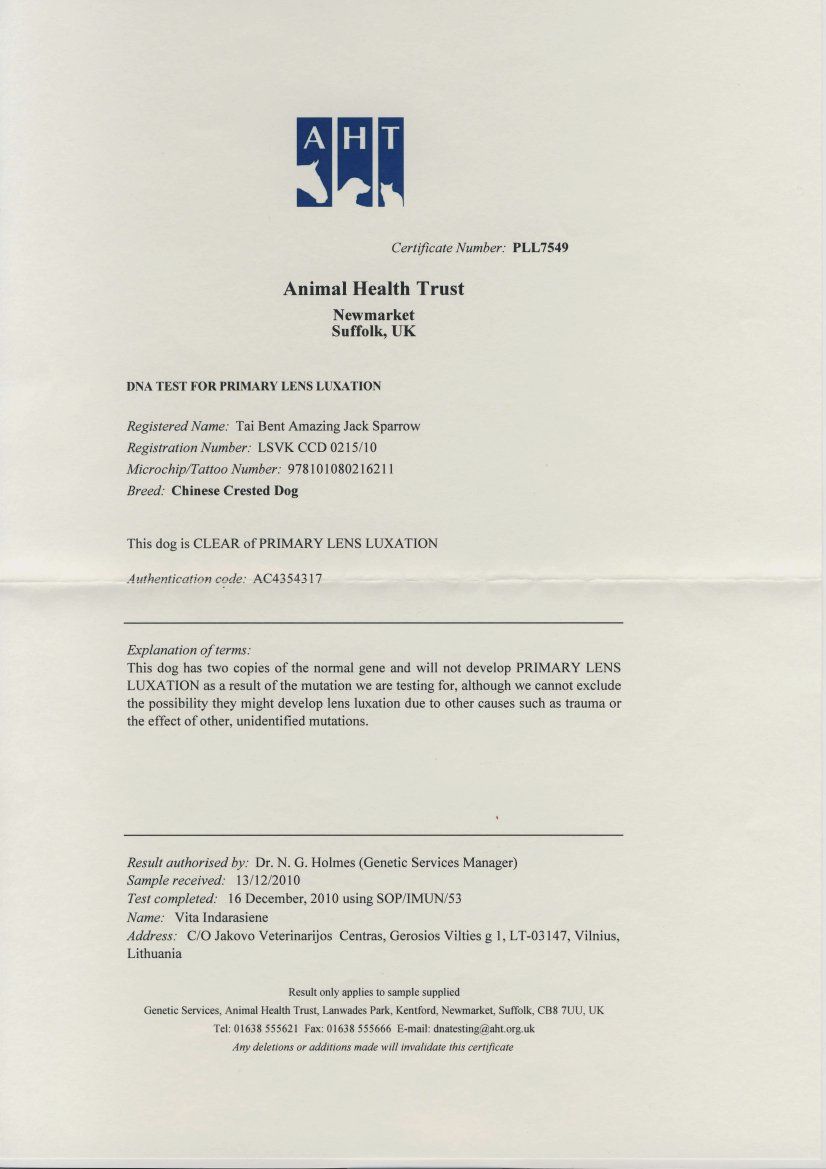 AHT
Certificate Number: PLL7549
Animal Health Trust
Newmarket
Suffolk, UK
DNA TEST FOR PRIMARY LENS LUXATION
Registered Name: Tai Bent Amazing Jack Sparrow
Registration Number: LSVK CCD 0215/10
Microchip/Tattoo Number: 978101080216211
Breed: Chinese Crested Dog
This dog is CLEAR of PRIMARY LENS LUXATION
Authentication code: AC4354317
Explanation of terms:
This dog has two copies of the normal gene and will not develop PRIMARY LENS
LUXATION as a result of the mutation we are testing for, although we cannot exclude
the possibility they might develop lens luxation due to other causes such as trauma or
the effect of other, unidentified mutations.
Result authorised by: Dr. N. G. Holmes (Genetic Services Manager)
Sample received: 13/12/2010
Test completed: 16 December, 2010 using SOP/IMUN/53
Name: Vita Indarasiene
Address: C/O Jakovo Veterinarijos Centras, Gerosios Vilties g 1, LT-03147, Vilnius,
Lithuania
Result only applies to sample supplied
Genetic Services, Animal Health Trust, Lanwades Park, Kentford, Newmarket, Suffolk, CB8 7UU, UK
Tel: 01638 555621 Fax: 01638 555666 E-mail: dnatesting@aht.org.uk
Any deletions or additions made will invalidate this certificate